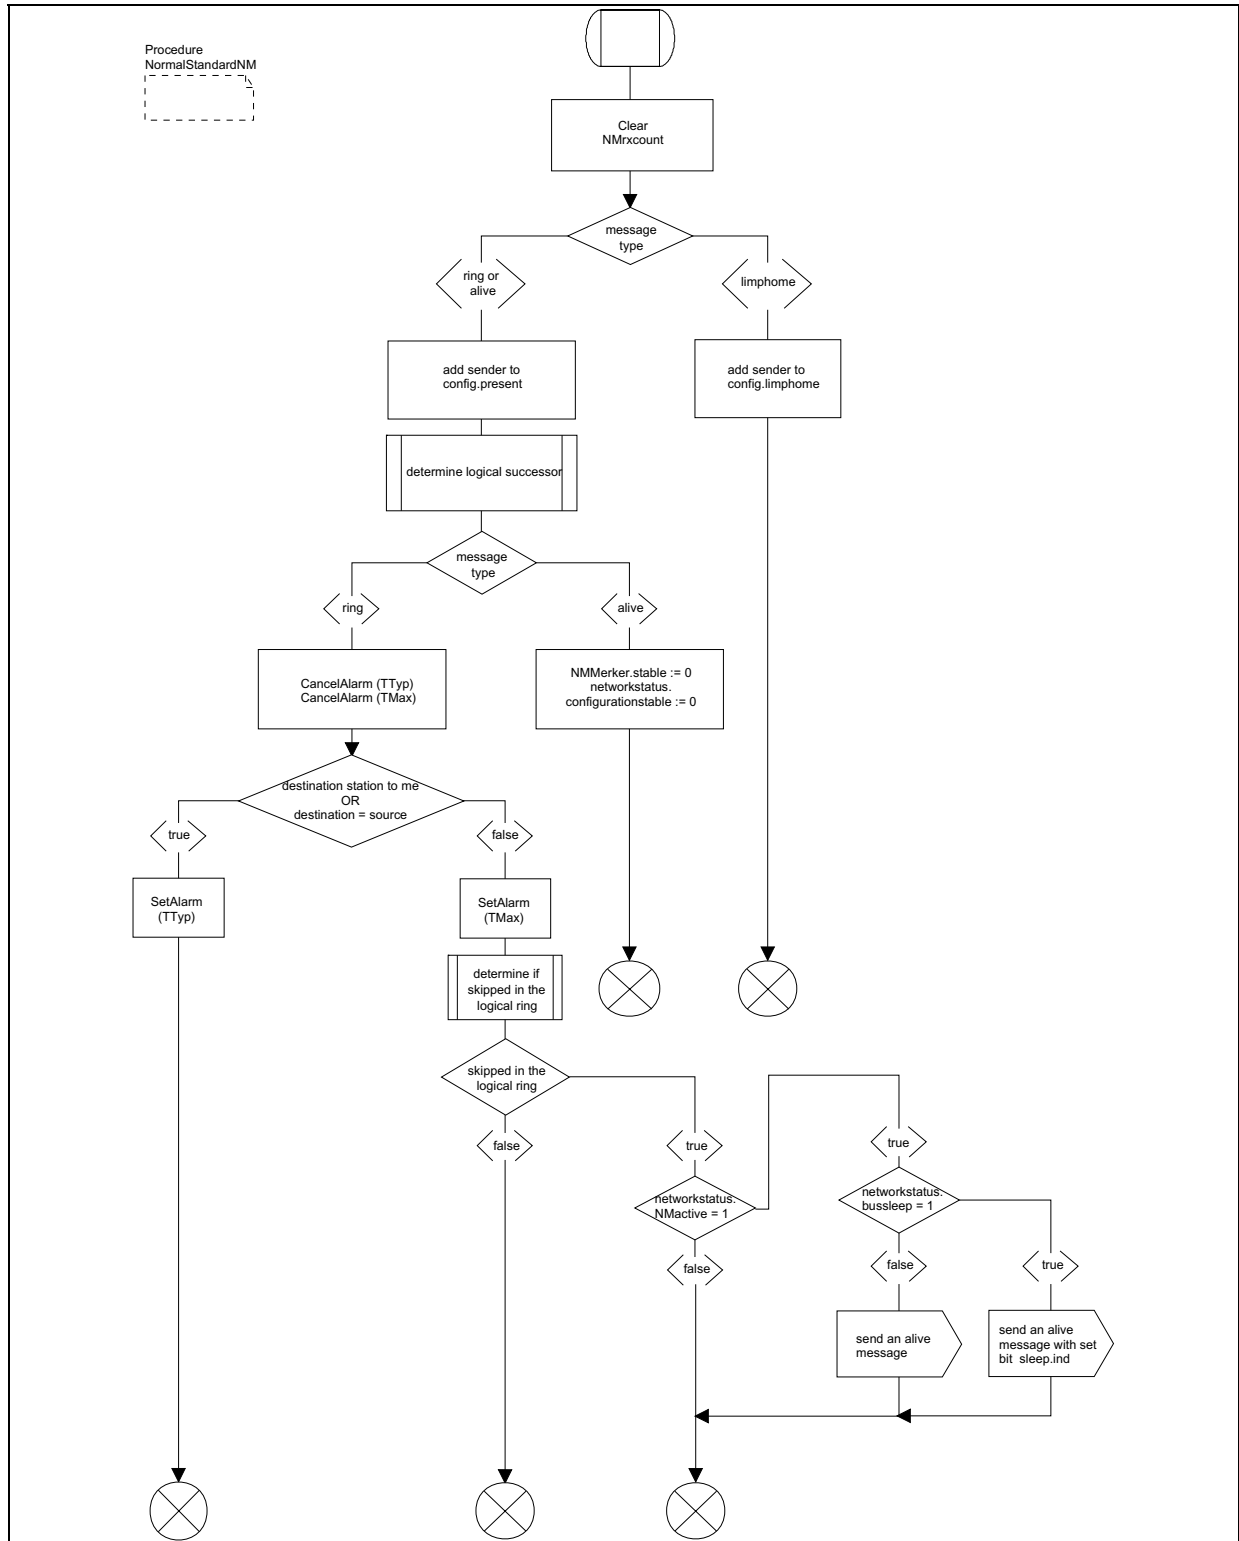 Procedure
NormalStandardNM
Clear
NMrxcount
message
type
ring or
alive
limphome
add sender to
config.present
add sender to
config.limphome
determine logical successor
message
type
ring
alive
CancelAlarm (TTyp)
CancelAlarm (TMax)
NMMerker.stable := 0
networkstatus.
configurationstable := 0
destination station to me
OR
destination = source
true
false
SetAlarm
(TTyp)
SetAlarm
(TMax)
determine if
skipped in the
logical ring
skipped in the
logical ring
false
true
true
networkstatus.
NMactive = 1
networkstatus.
bussleep = 1
false
false
true
send an alive
message
send an alive
message with set
bit sleep.ind